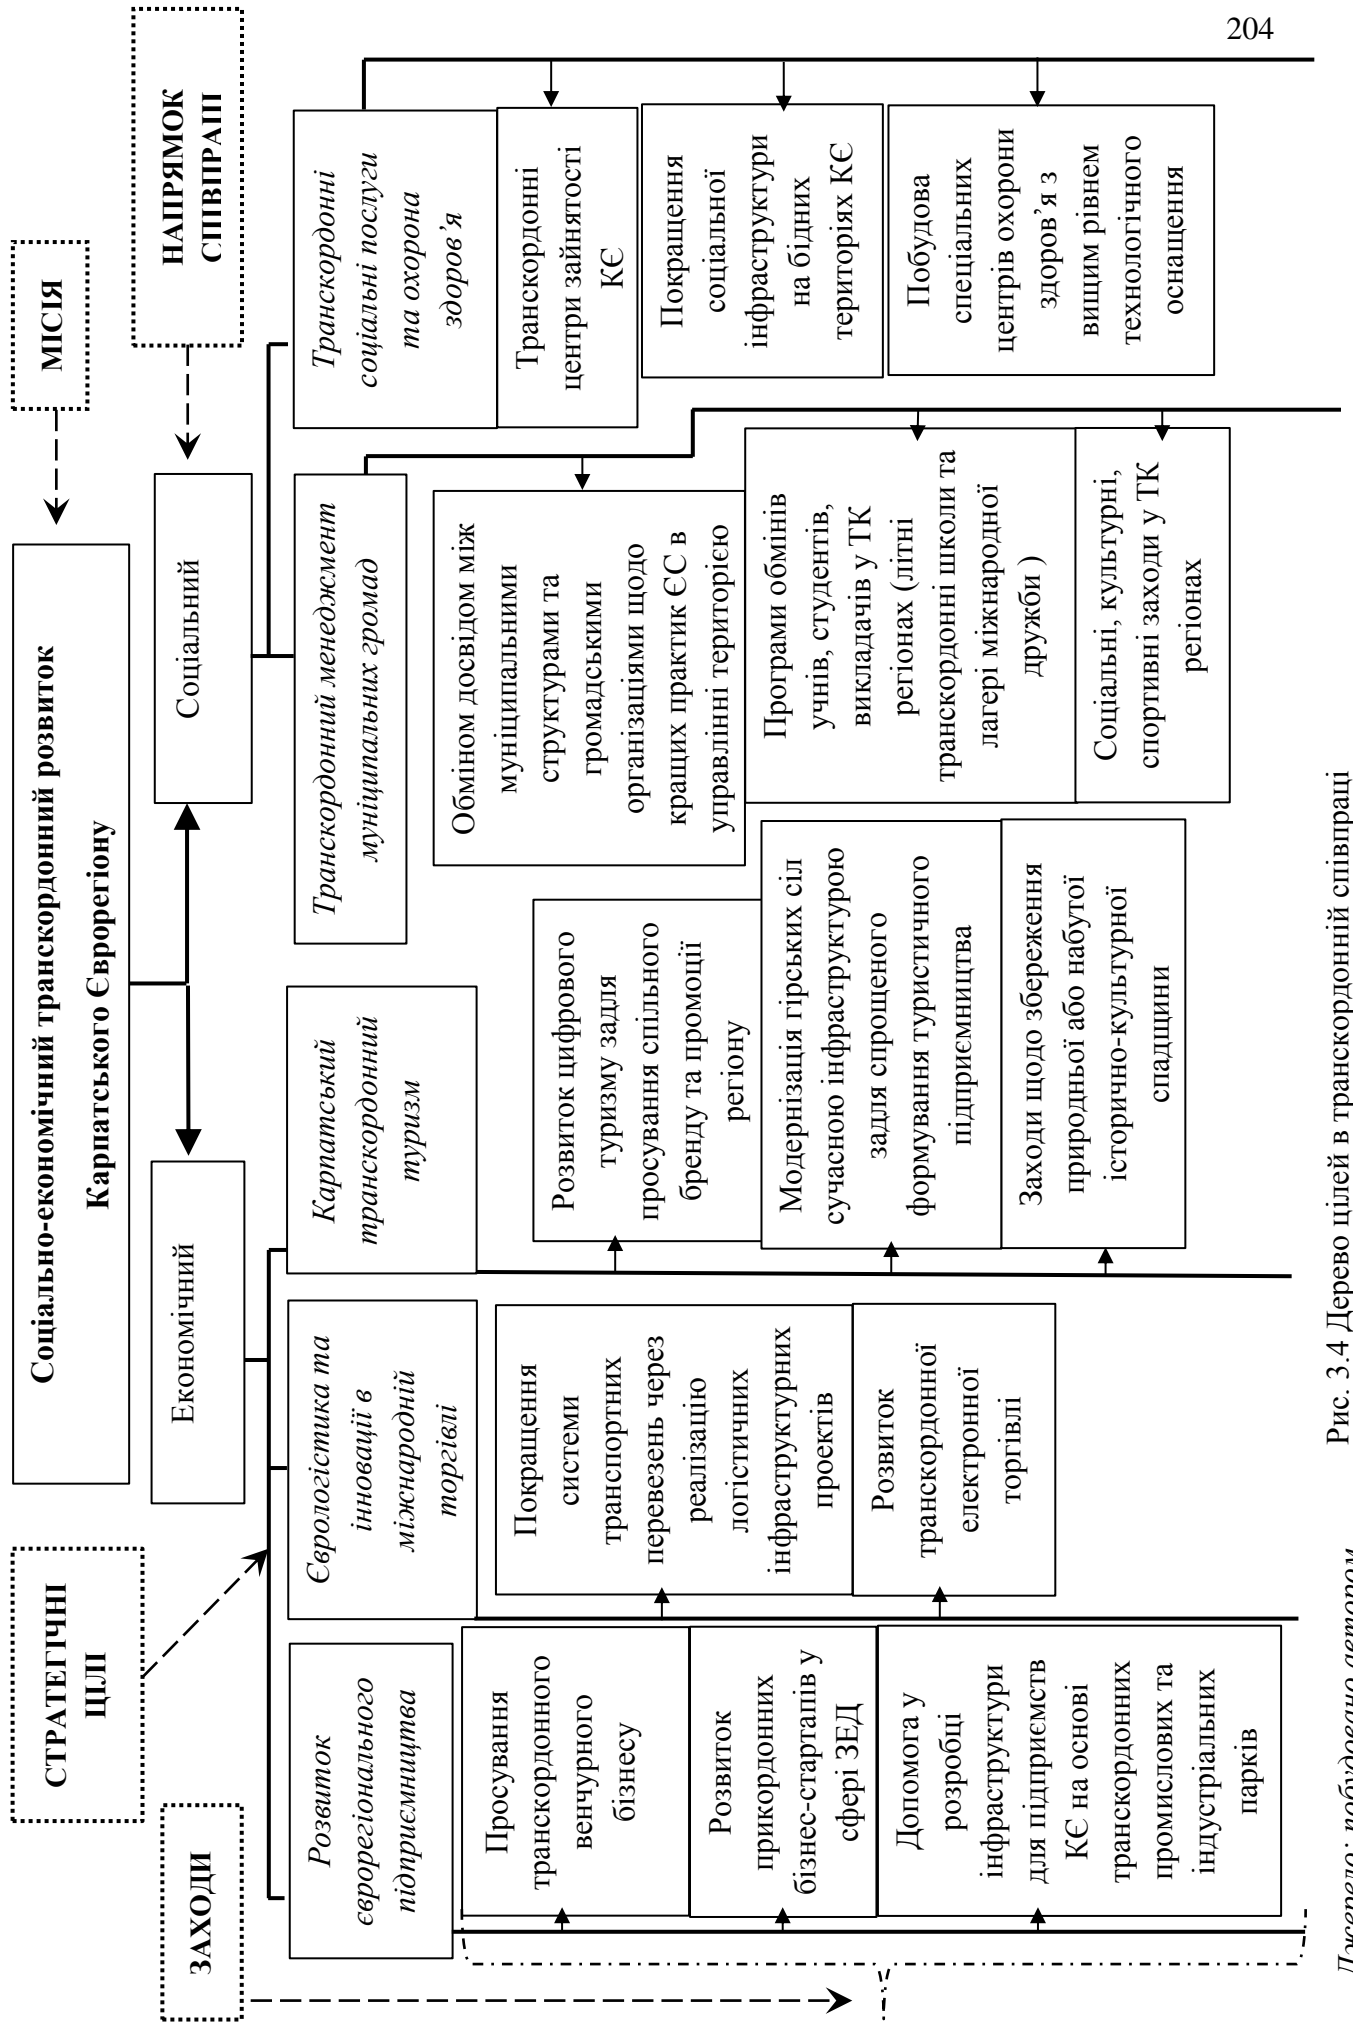 204
МІСІЯ
НАПРЯМОК
СПІВПРАЦІ
СТРАТЕГІЧНІ
ЦІЛІ
ЗАХОДИ
Соціально-економічний транскордонний розвиток
Карпатського Єврорегіону
Економічний
Соціальний
Розвиток
єврорегіонального
підприємництва
Єврологістика та
інновації в
міжнародній
торгівлі
Карпатський
транскордонний
туризм
Транскордонний менеджмент
муніципальних громад
Транскордонні
соціальні послуги
та охорона
здоров’я
Просування
транскордонного
венчурного
бізнесу
Розвиток
прикордонних
бізнес-стартапів у
сфері ЗЕД
Допомога у
розробці
інфраструктури
для підприємств
КЄ на основі
транскордонних
промислових та
індустріальних
парків
Покращення
системи
транспортних
перевезень через
реалізацію
логістичних
інфраструктурних
проектів
Розвиток
транскордонної
електронної
торгівлі
Розвиток цифрового
туризму задля
просування спільного
бренду та промоції
регіону
Модернізація гірських сіл
сучасною інфраструктурою
задля спрощеного
формування туристичного
підприємництва
Заходи щодо збереження
природної або набутої
історично-культурної
спадщини
Обміном досвідом між
муніципальними
структурами та
громадськими
організаціями щодо
кращих практик ЄС в
управлінні територією
Програми обмінів
учнів, студентів,
викладачів у ТК
регіонах (літні
транскордонні школи та
лагері міжнародної
дружби )
Соціальні, культурні,
спортивні заходи у ТК
регіонах
Транскордонні
центри зайнятості
КЄ
Покращення
соціальної
інфраструктури
на бідних
територіях КЄ
Побудова
спеціальних
центрів охорони
здоров’я з
вищим рівнем
технологічного
оснащення
Рис. 3.4 Дерево цілей в транскордонній співпраці
Джерело: побудовано автором